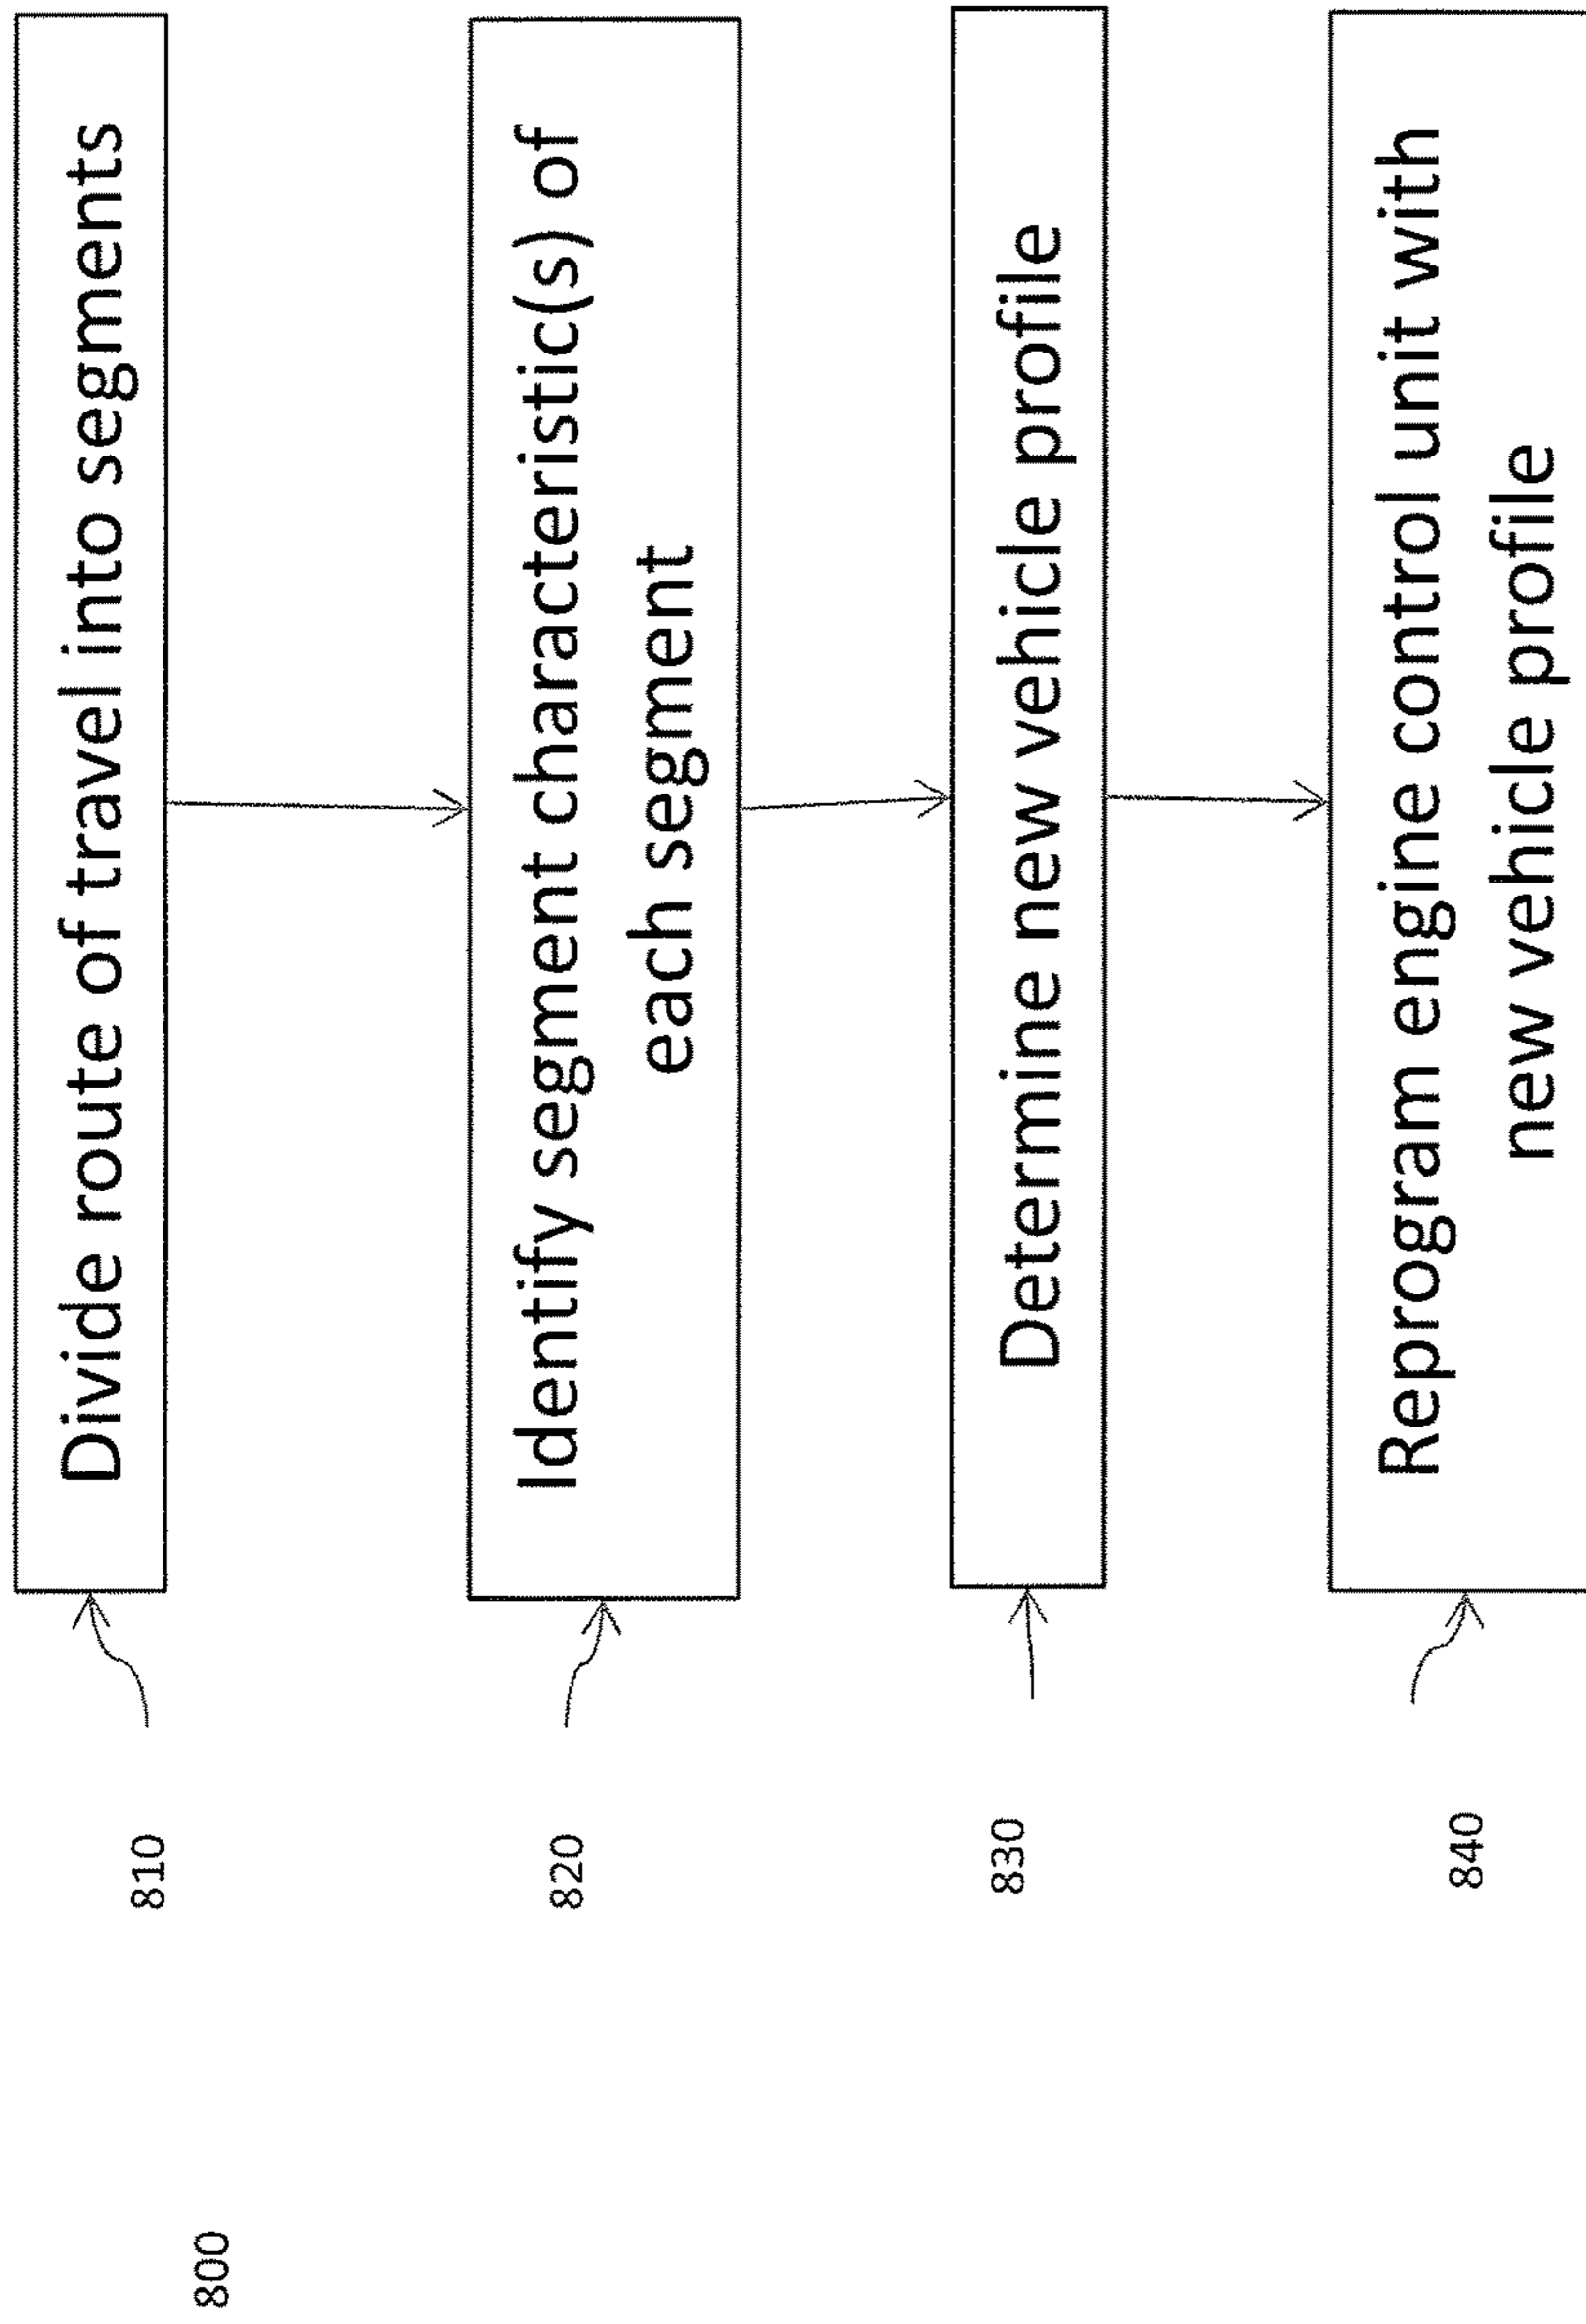 800
810
Divide route of travel into segments
820
Identify segment characteristic(s) of
each segment
830
Determine new vehicle profile
840
Reprogram engine control unit with
new vehicle profile